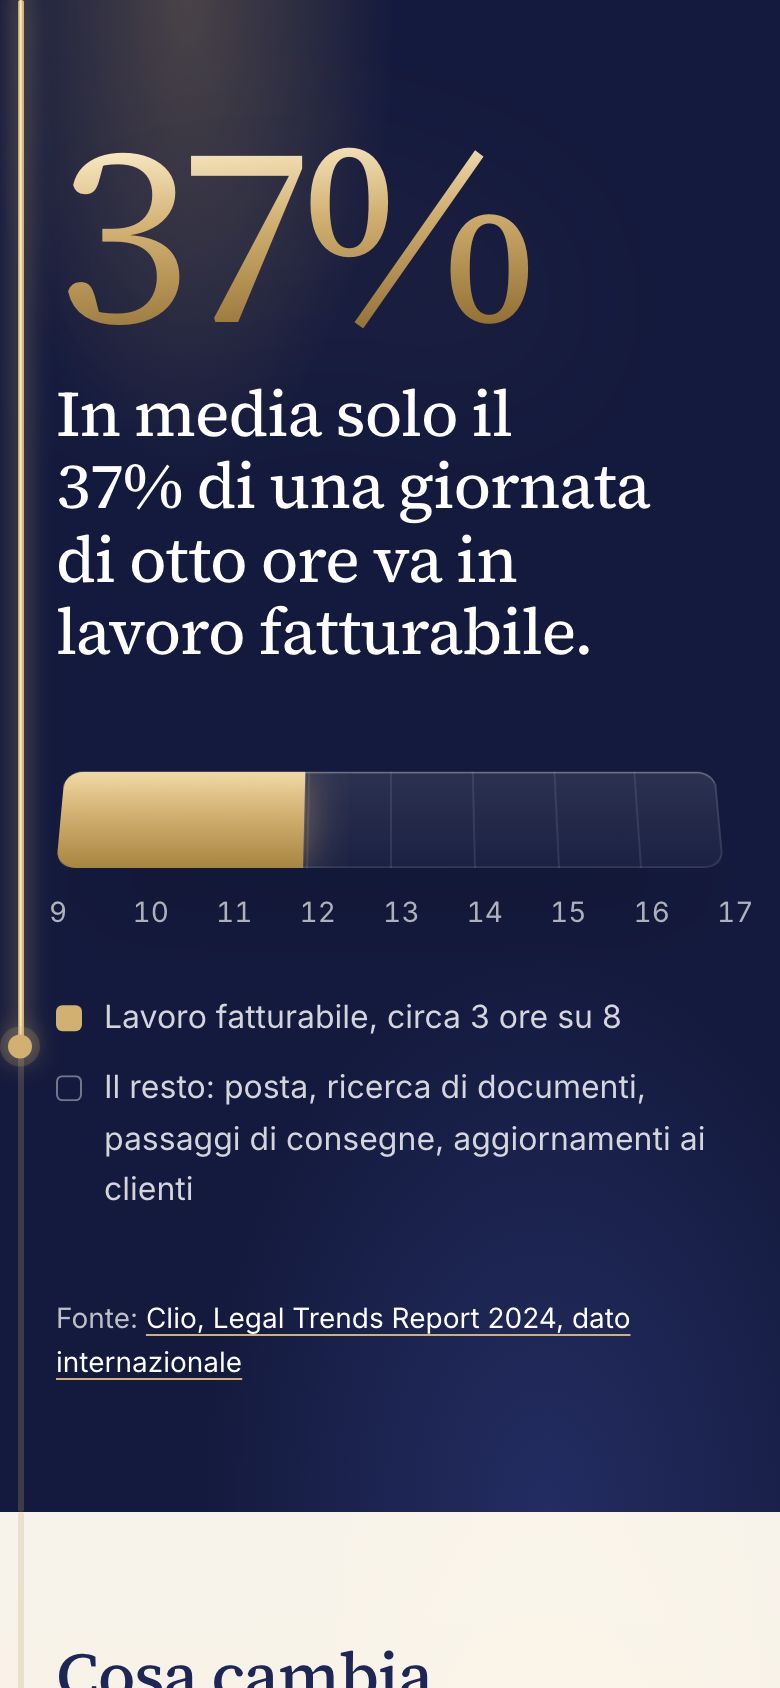 37%
In media solo il
37% di una giornata
di otto ore va in
lavoro fatturabile.
9 10 11 12 13 14 15 16 17
Lavoro fatturabile, circa 3 ore su 8
Il resto: posta, ricerca di documenti,
passaggi di consegne, aggiornamenti ai
clienti
Fonte: Clio, Legal Trends Report 2024, dato
internazionale
Cosa cambia